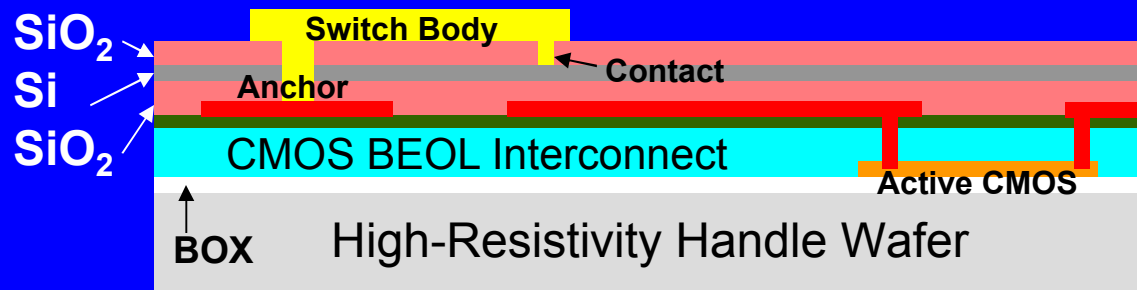 SiO₂
Switch Body
Contact
Si
Anchor
SiO₂
CMOS BEOL Interconnect
Active CMOS
BOX
High-Resistivity Handle Wafer